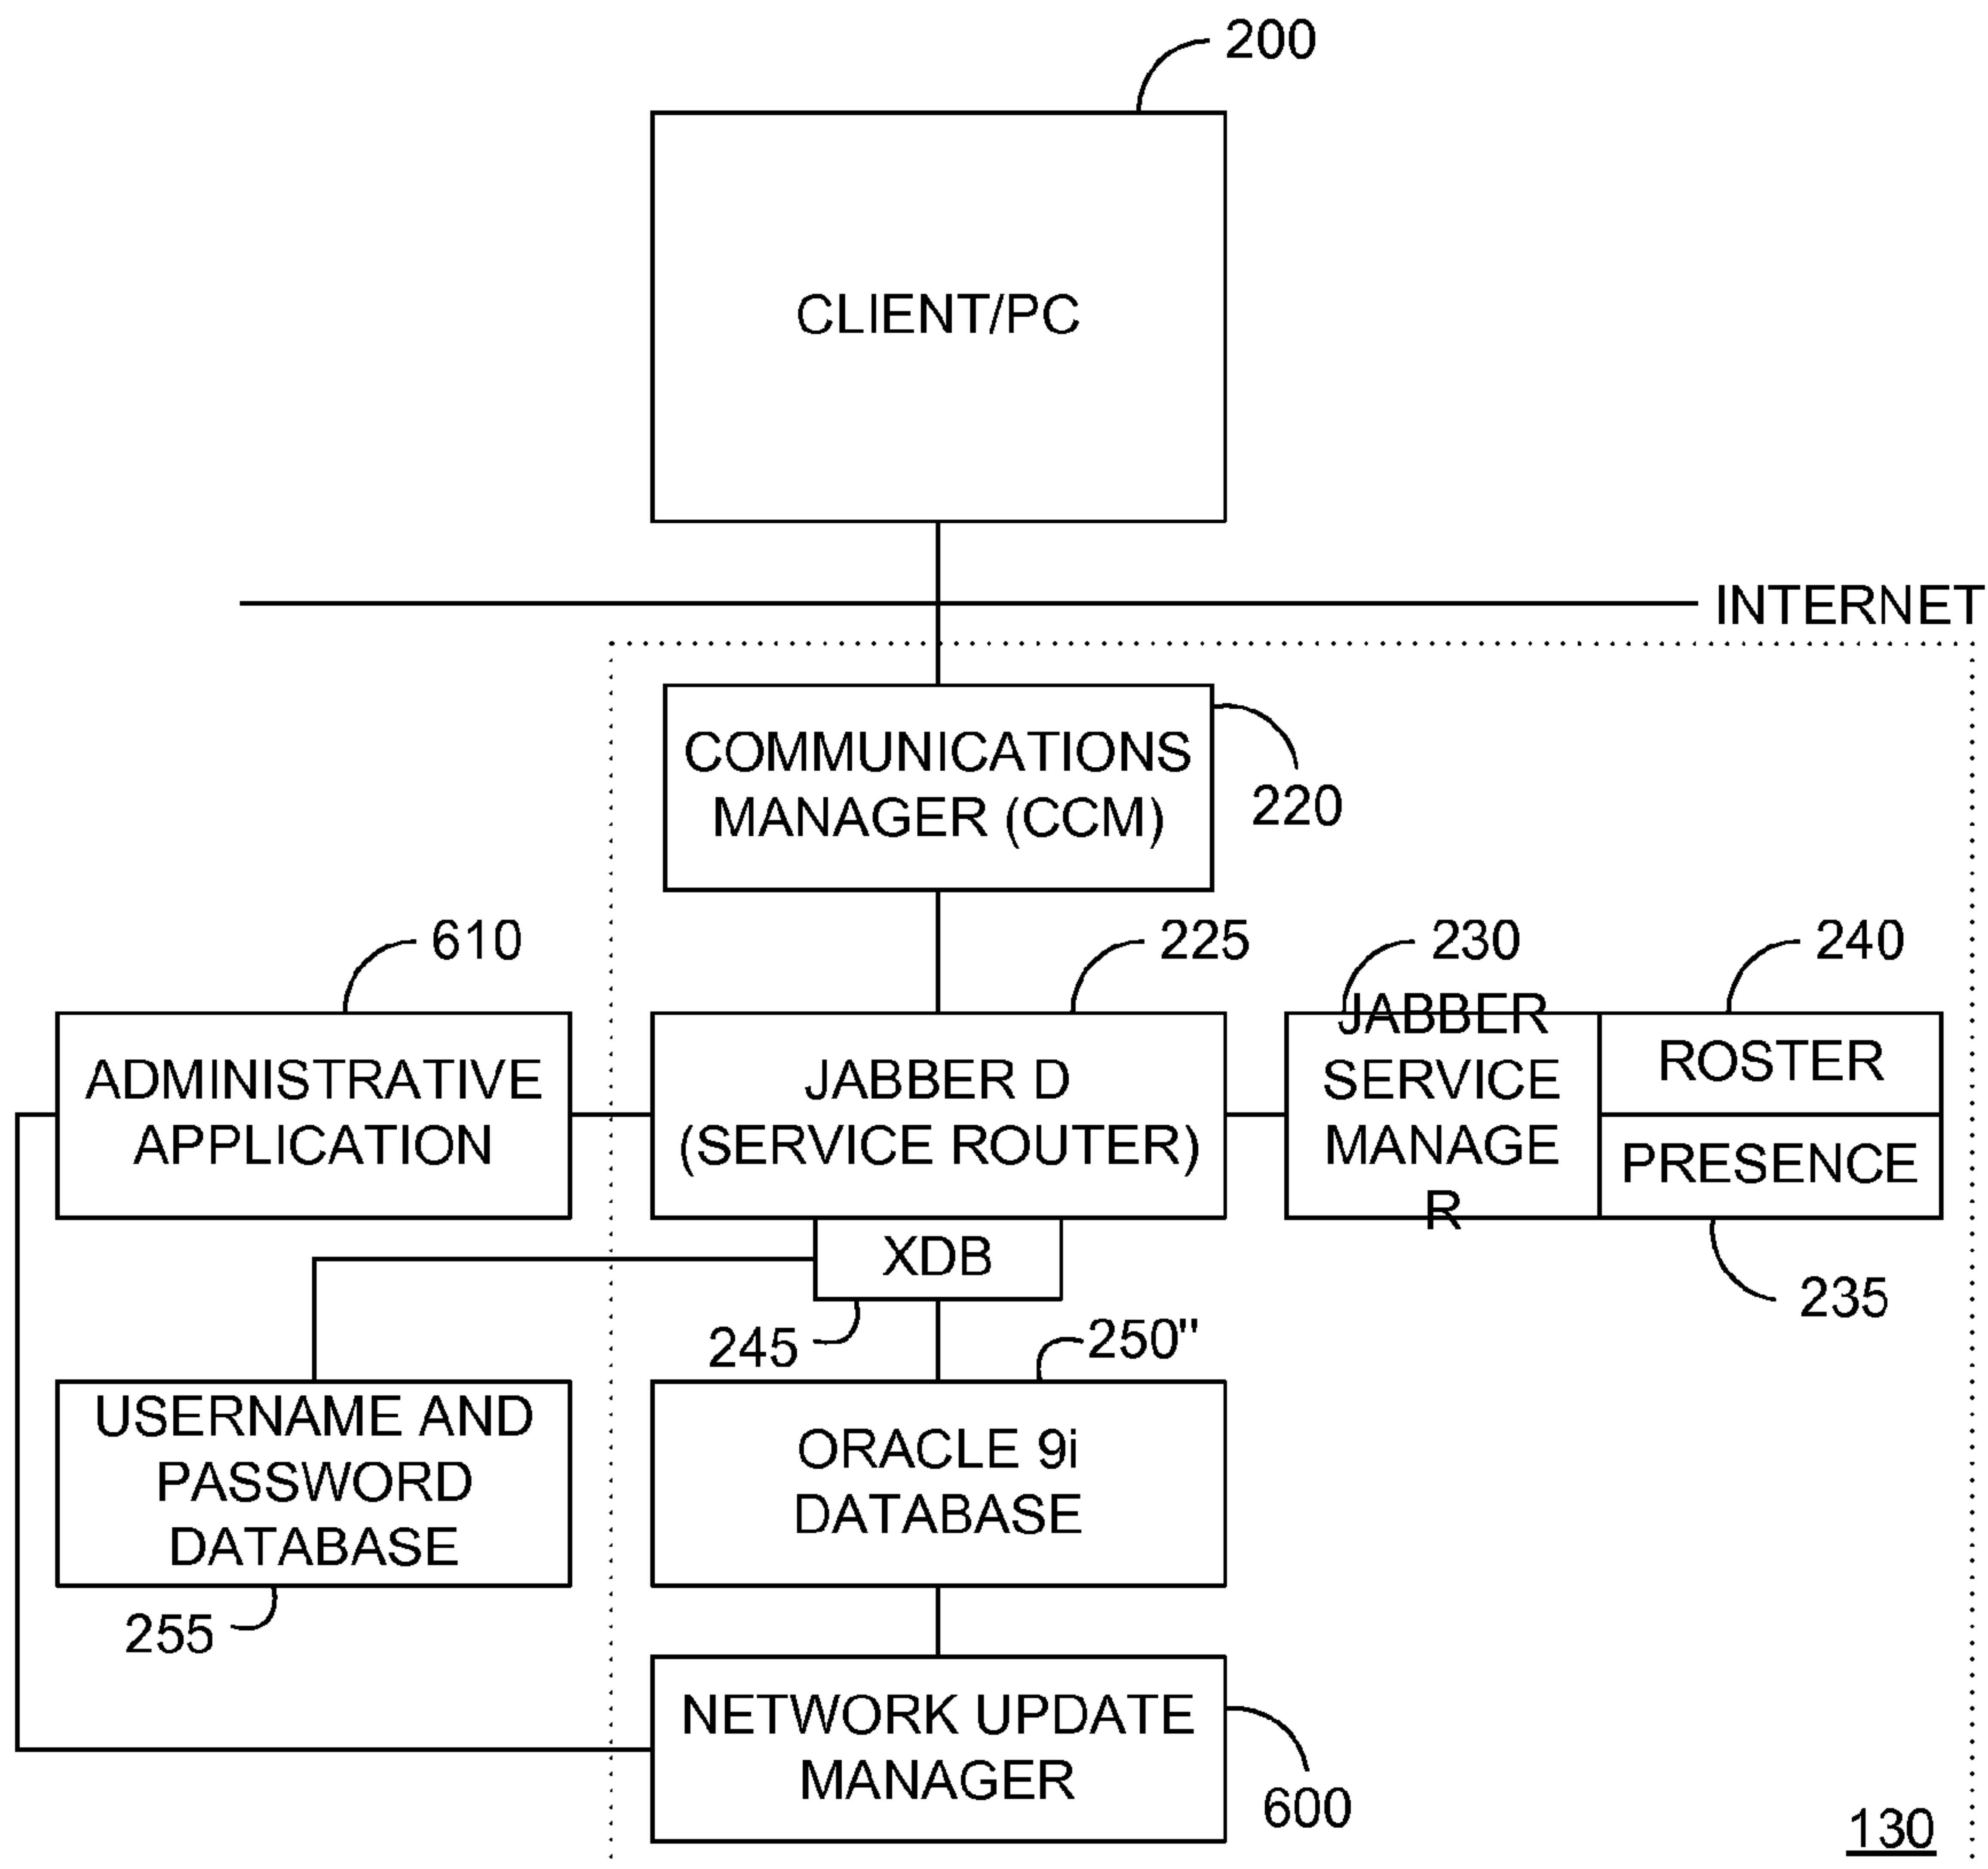 200
CLIENT/PC
INTERNET
COMMUNICATIONS
MANAGER (CCM)
220
610
225
230
240
ADMINISTRATIVE
APPLICATION
JABBER D
(SERVICE ROUTER)
JABBER
SERVICE
MANAGE
R
ROSTER
PRESENCE
XDB
235
245
250"
USERNAME AND
PASSWORD
DATABASE
ORACLE 9i
DATABASE
255
NETWORK UPDATE
MANAGER
600
130